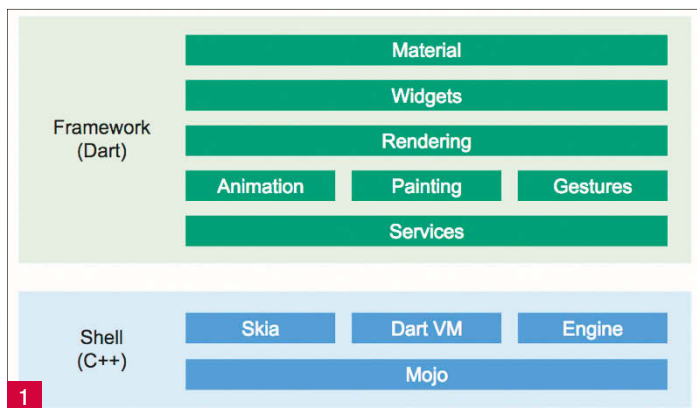 Material
Widgets
Framework
(Dart)
Rendering
Animation Painting Gestures
Services
Shell
(C++)
Skia Dart VM Engine
Mojo
1